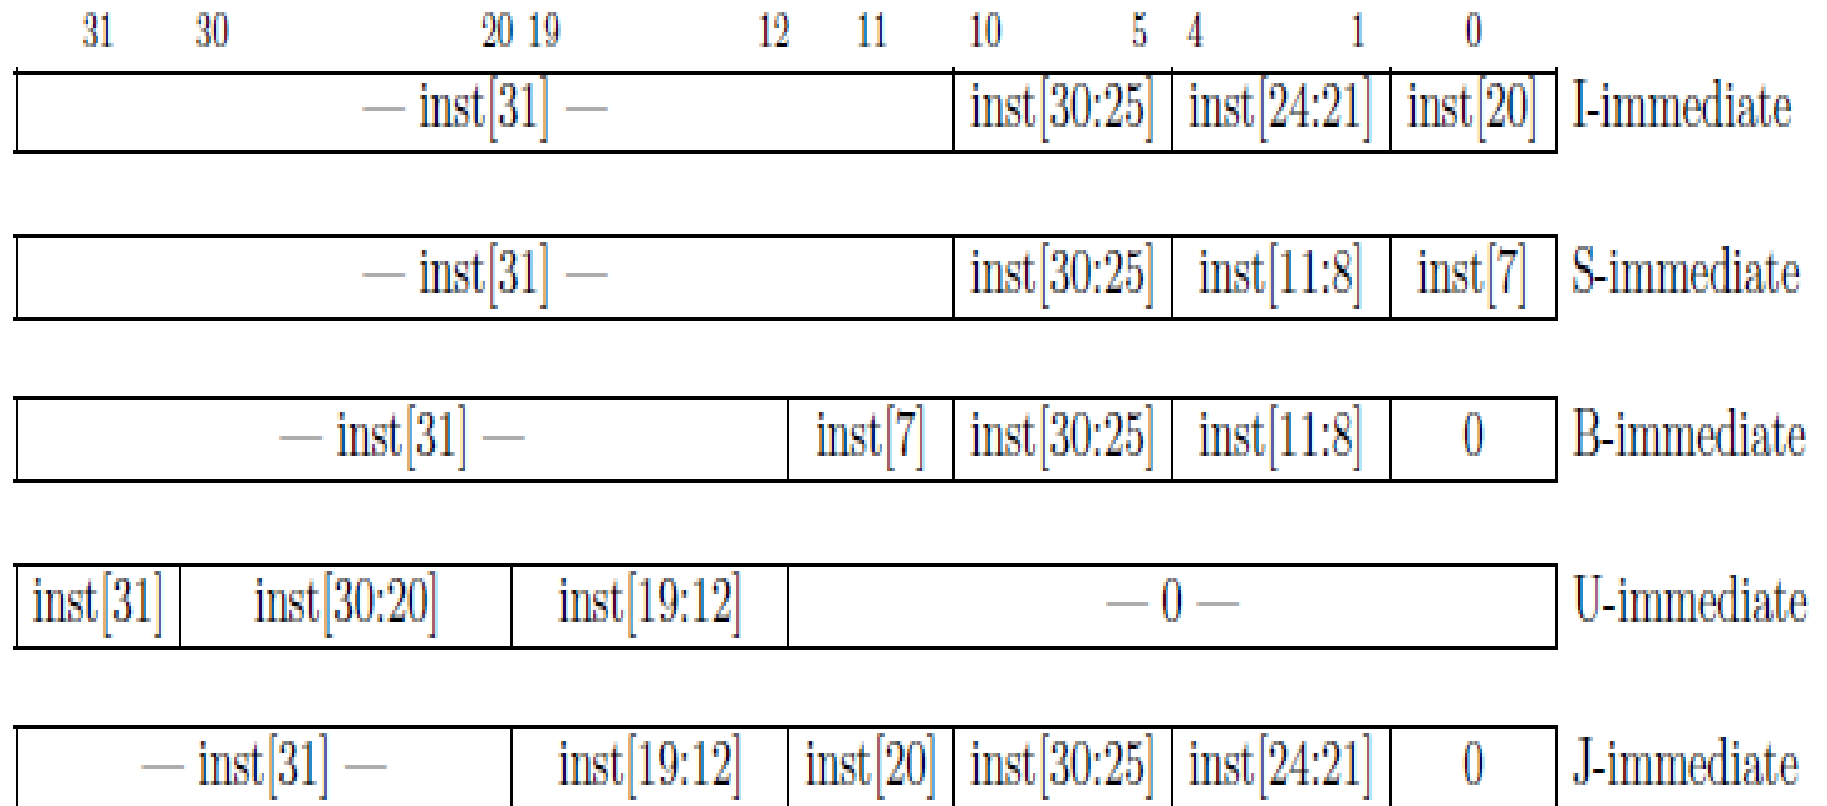 31 30 20 19 12 11 10 5 4 1 0
— inst[31] — inst[30:25] inst[24:21] inst[20] I-immediate
— inst[31] — inst[30:25] inst[11:8] inst[7] S-immediate
— inst[31] — inst[7] inst[30:25] inst[11:8] 0 B-immediate
inst[31] inst[30:20] inst[19:12] — 0 — U-immediate
— inst[31] — inst[19:12] inst[20] inst[30:25] inst[24:21] 0 J-immediate